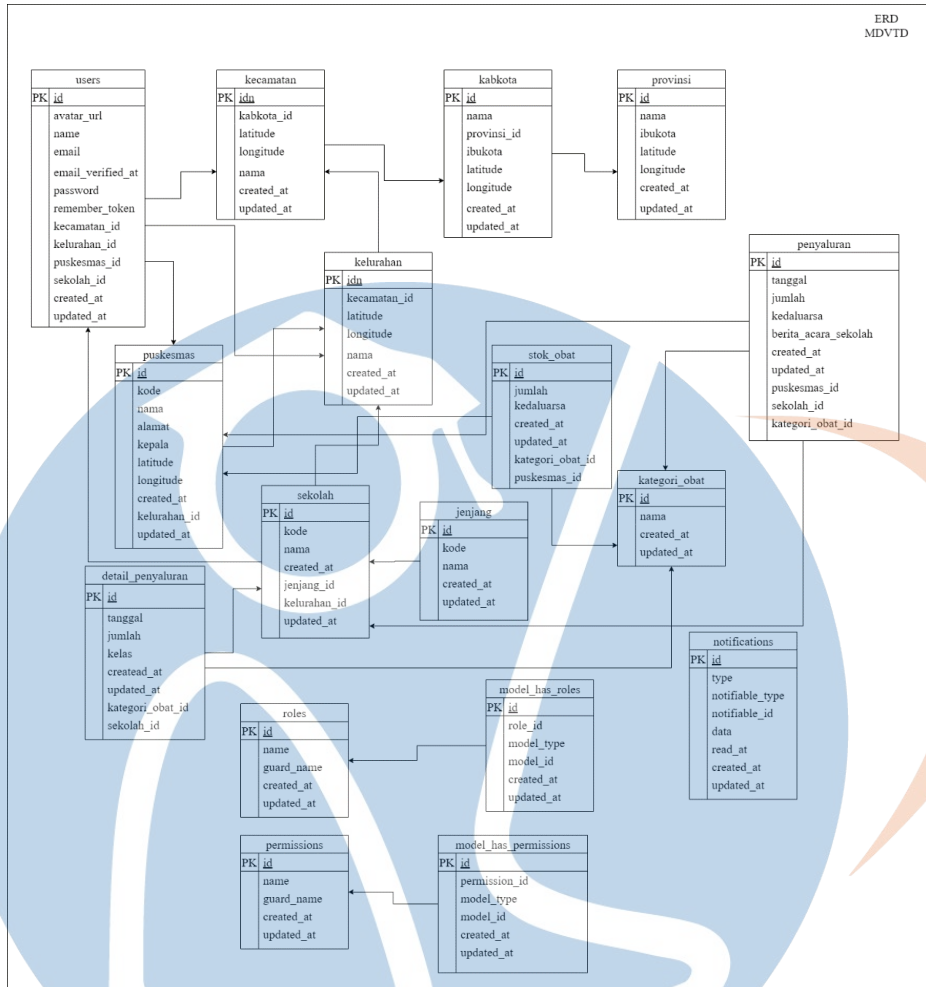 ERD
MDVTD
users
PK id
avatar_url
name
email
email_verified_at
password
remember_token
kecamatan_id
kelurahan_id
puskesmas_id
sekolah_id
created_at
updated_at
kecamatan
PK idn
kabkota_id
latitude
longitude
nama
created_at
updated_at
kabkota
PK id
nama
provinsi_id
ibukota
latitude
longitude
created_at
updated_at
provinsi
PK id
nama
ibukota
latitude
longitude
created_at
updated_at
kelurahan
PK idn
kecamatan_id
latitude
longitude
nama
created_at
updated_at
penyaluran
PK id
tanggal
jumlah
kedaluarsa
berita_acara_sekolah
created_at
updated_at
puskesmas_id
sekolah_id
kategori_obat_id
puskesmas
PK id
kode
nama
alamat
kepala
latitude
longitude
created_at
kelurahan_id
updated_at
stok_obat
PK id
jumlah
kedaluarsa
created_at
updated_at
kategori_obat_id
puskesmas_id
kategori_obat
PK id
nama
created_at
updated_at
sekolah
PK id
kode
nama
created_at
jenjang_id
kelurahan_id
updated_at
jenjang
PK id
kode
nama
created_at
updated_at
detail_penyaluran
PK id
tanggal
jumlah
kelas
createad_at
updated_at
kategori_obat_id
sekolah_id
notifications
PK id
type
notifiable_type
notifiable_id
data
read_at
created_at
updated_at
roles
PK id
name
guard_name
created_at
updated_at
model_has_roles
PK id
role_id
model_type
model_id
created_at
updated_at
permissions
PK id
name
guard_name
created_at
updated_at
model_has_permissions
PK id
permission_id
model_type
model_id
created_at
updated_at